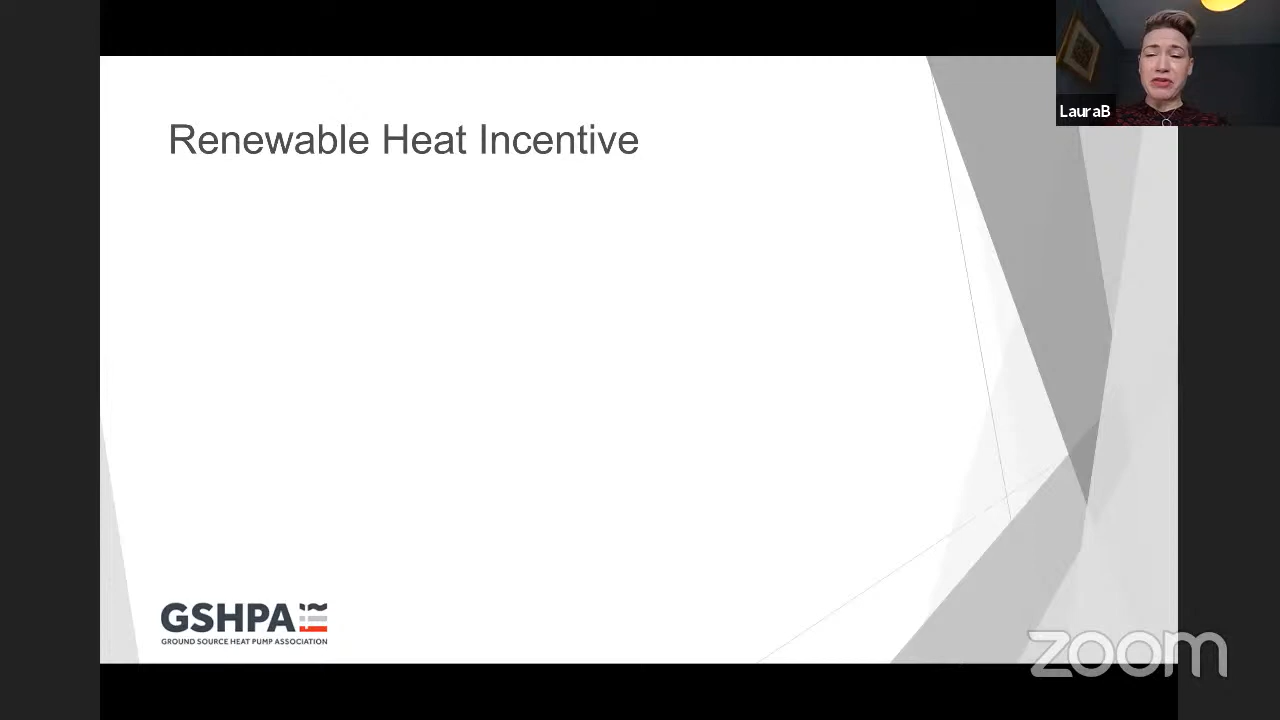 LauraB
Renewable Heat Incentive
GSHPA
GROUND SOURCE HEAT PUMP ASSOCIATION
zoom